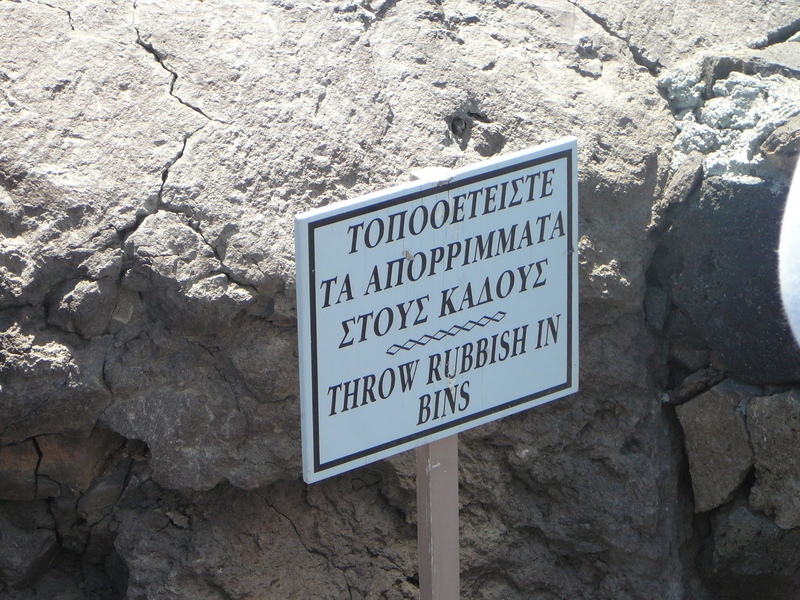 ΤΟΠΟΘΕΤΕΙΣΤΕ
ΤΑ ΑΠΟΡΡΙΜΜΑΤΑ
ΣΤΟΥΣ ΚΑΔΟΥΣ
THROW RUBBISH IN
BINS